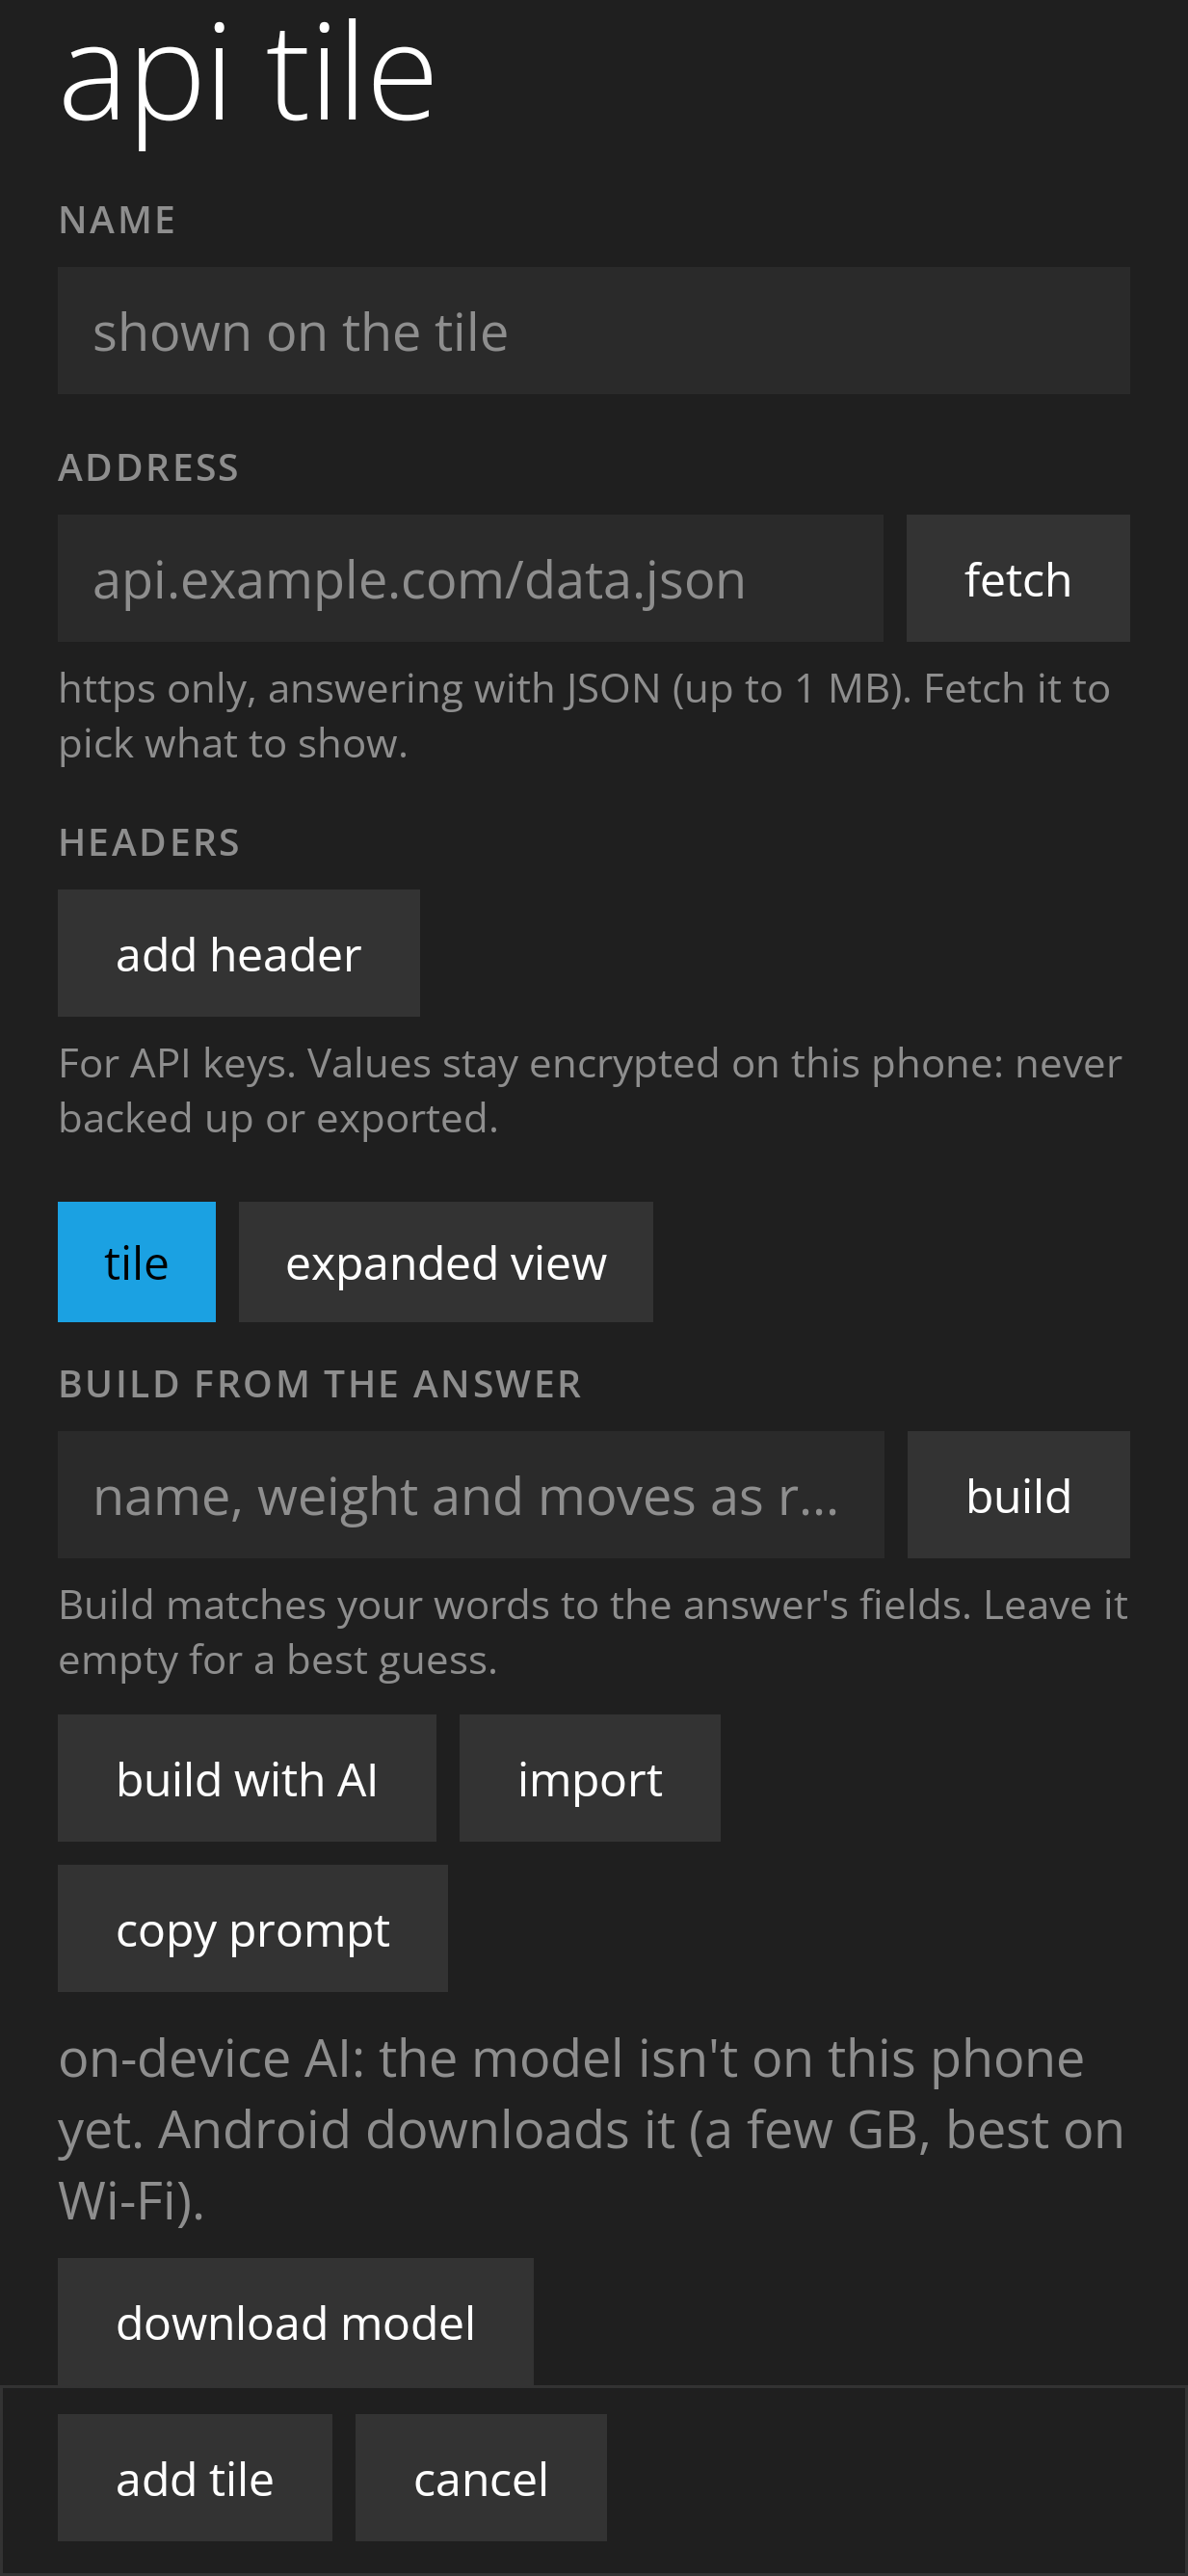 api tile
NAME
shown on the tile
ADDRESS
api.example.com/data.json
fetch
https only, answering with JSON (up to 1 MB). Fetch it to
pick what to show.
HEADERS
add header
For API keys. Values stay encrypted on this phone: never
backed up or exported.
tile
expanded view
BUILD FROM THE ANSWER
name, weight and moves as r...
build
Build matches your words to the answer's fields. Leave it
empty for a best guess.
build with AI
import
copy prompt
on-device AI: the model isn't on this phone
yet. Android downloads it (a few GB, best on
Wi-Fi).
download model
add tile
cancel